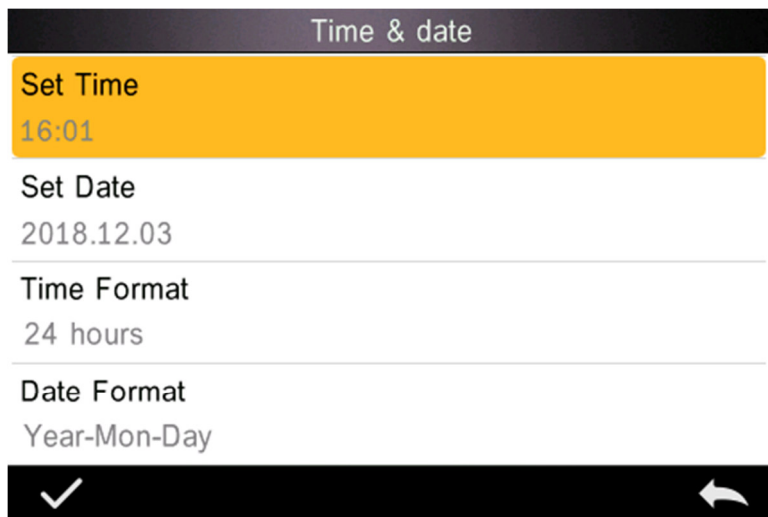 Time & date
Set Time
16:01
Set Date
2018.12.03
Time Format
24 hours
Date Format
Year-Mon-Day